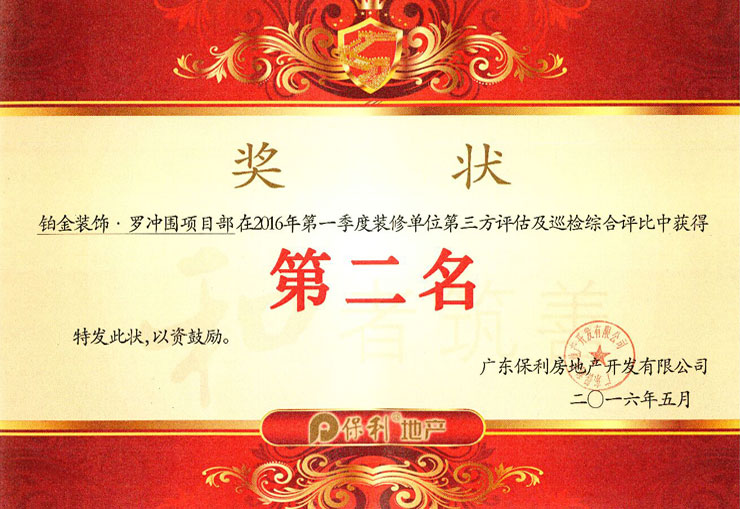 奖 状
铂金装饰·罗冲围项目部在2016年第一季度装修单位第三方评估及巡检综合评比中获得
第二名
和者筑善
特发此状,以资鼓励。
广东保利房地产开发有限公司
二〇一六年五月
保利地产